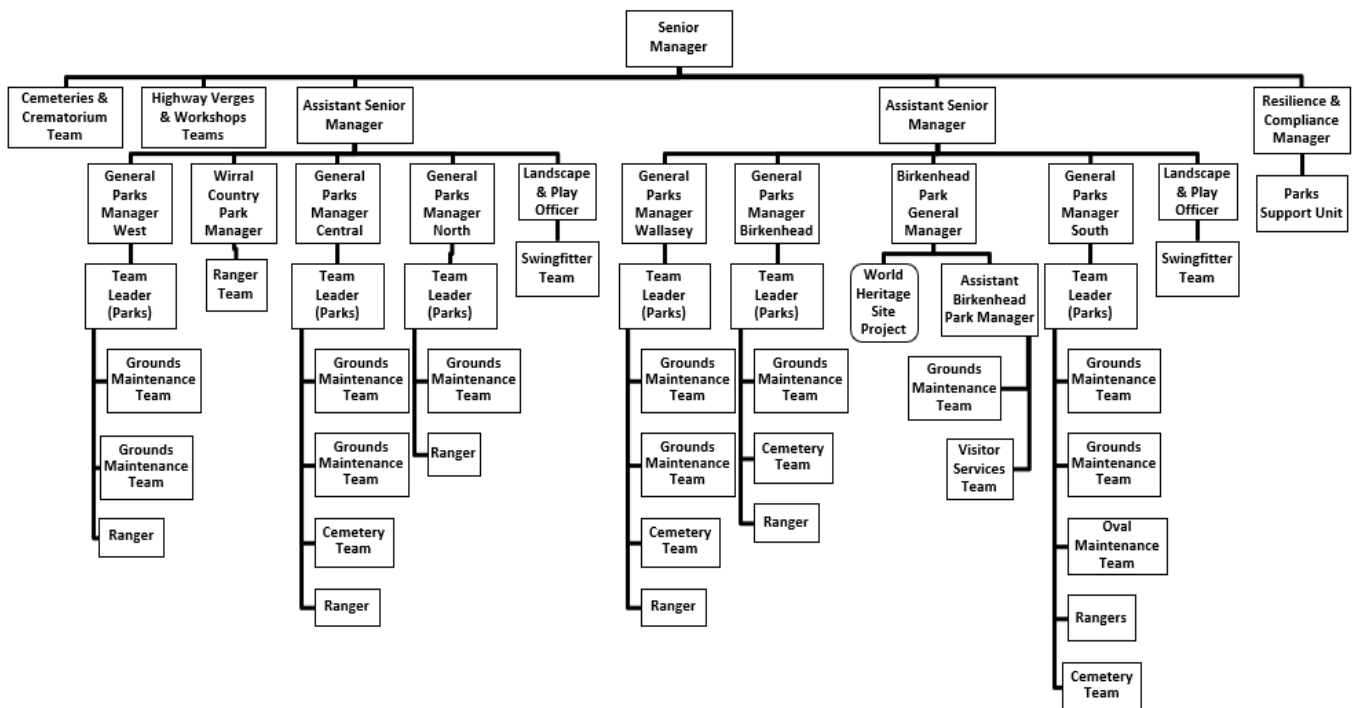 Senior
Manager
Cemeteries &
Crematorium
Team
Highway Verges
& Workshops
Teams
Assistant Senior
Manager
Assistant Senior
Manager
Resilience &
Compliance
Manager
General
Parks
Manager
West
Wirral
Country
Park
Manager
General
Parks
Manager
Central
General
Parks
Manager
North
Landscape
& Play
Officer
General
Parks
Manager
Wallasey
General
Parks
Manager
Birkenhead
Birkenhead
Park
General
Manager
General
Parks
Manager
South
Landscape
& Play
Officer
Parks
Support Unit
Team
Leader
(Parks)
Ranger
Team
Team
Leader
(Parks)
Team
Leader
(Parks)
Swingfitter
Team
Team
Leader
(Parks)
Team
Leader
(Parks)
World
Heritage
Site
Project
Assistant
Birkenhead
Park Manager
Team
Leader
(Parks)
Swingfitter
Team
Grounds
Maintenance
Team
Grounds
Maintenance
Team
Grounds
Maintenance
Team
Grounds
Maintenance
Team
Grounds
Maintenance
Team
Grounds
Maintenance
Team
Grounds
Maintenance
Team
Grounds
Maintenance
Team
Grounds
Maintenance
Team
Ranger
Grounds
Maintenance
Team
Cemetery
Team
Visitor
Services
Team
Grounds
Maintenance
Team
Ranger
Cemetery
Team
Cemetery
Team
Ranger
Oval
Maintenance
Team
Ranger
Ranger
Rangers
Cemetery
Team